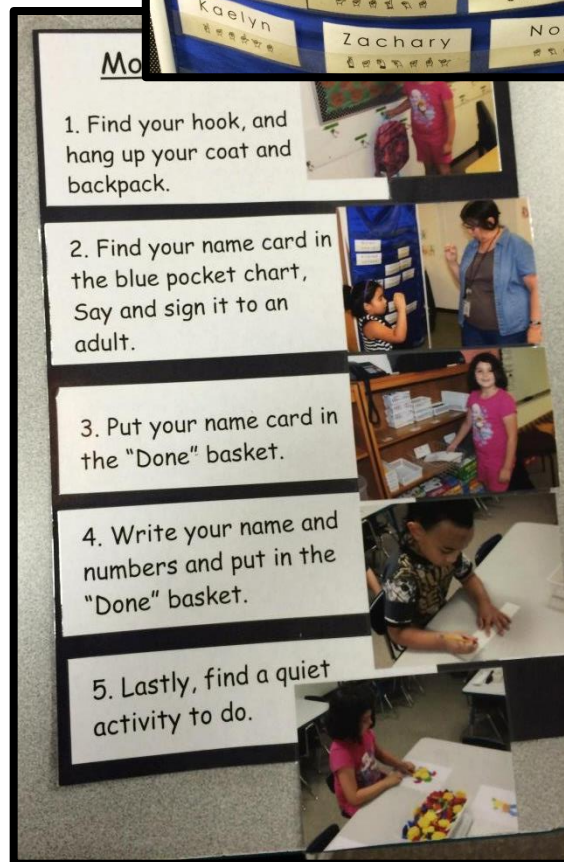 Kaelyn
Zachary
1. Find your hook, and
hang up your coat and
backpack.
2. Find your name card in
the blue pocket chart,
Say and sign it to an
adult.
3. Put your name card in
the “Done” basket.
4. Write your name and
numbers and put in the
“Done” basket.
5. Lastly, find a quiet
activity to do.